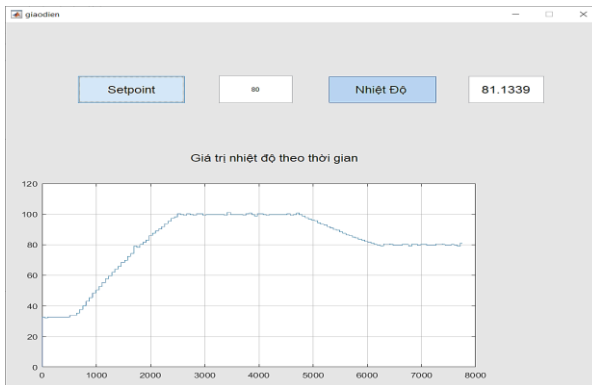 giaodien
Setpoint 80 Nhiệt Độ 81.1339
Giá trị nhiệt độ theo thời gian
120
100
80
60
40
20
0
0 1000 2000 3000 4000 5000 6000 7000 8000